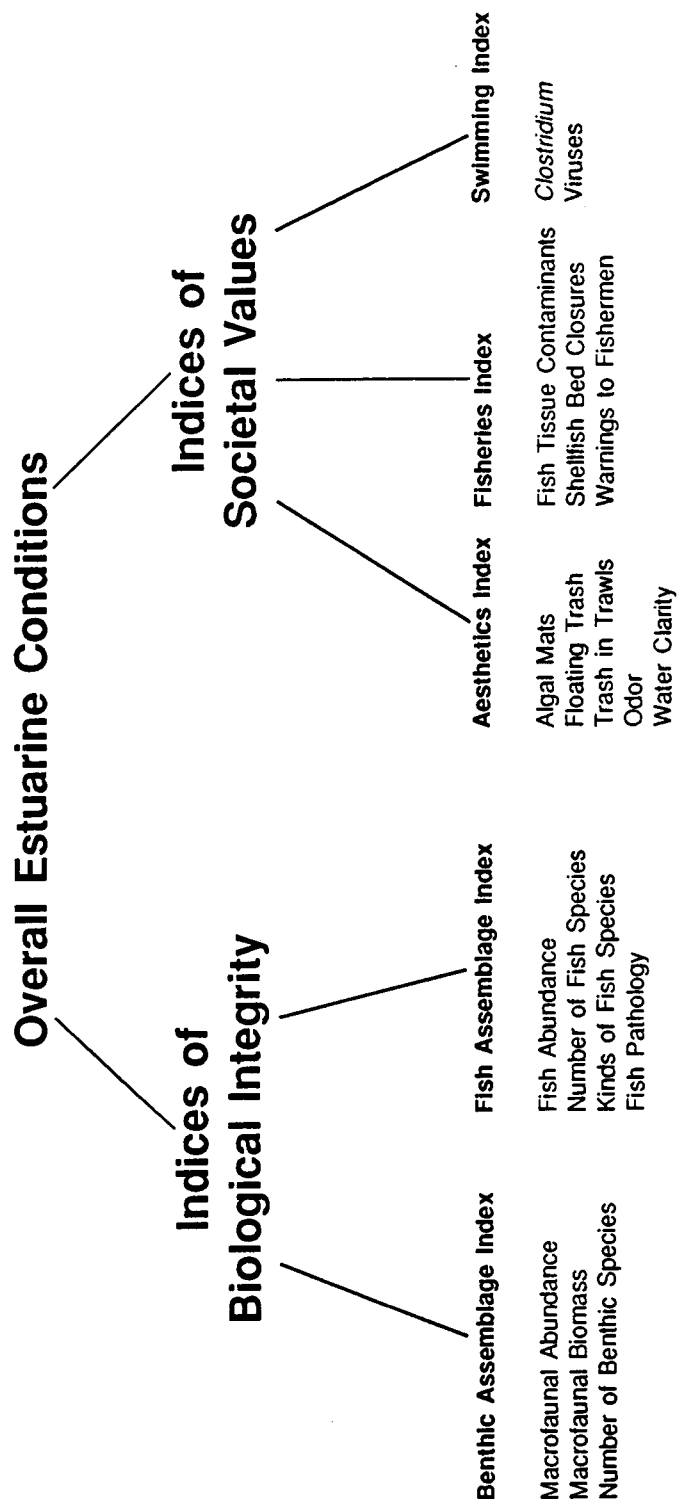 Overall Estuarine Conditions
Indices of
Biological Integrity
Indices of
Societal Values
Benthic Assemblage Index
Macrofaunal Abundance
Macrofaunal Biomass
Number of Benthic Species
Fish Assemblage Index
Fish Abundance
Number of Fish Species
Kinds of Fish Species
Fish Pathology
Aesthetics Index
Algal Mats
Floating Trash
Trash in Trawls
Odor
Water Clarity
Fisheries Index
Fish Tissue Contaminants
Shellfish Bed Closures
Warnings to Fishermen
Swimming Index
Clostridium
Viruses